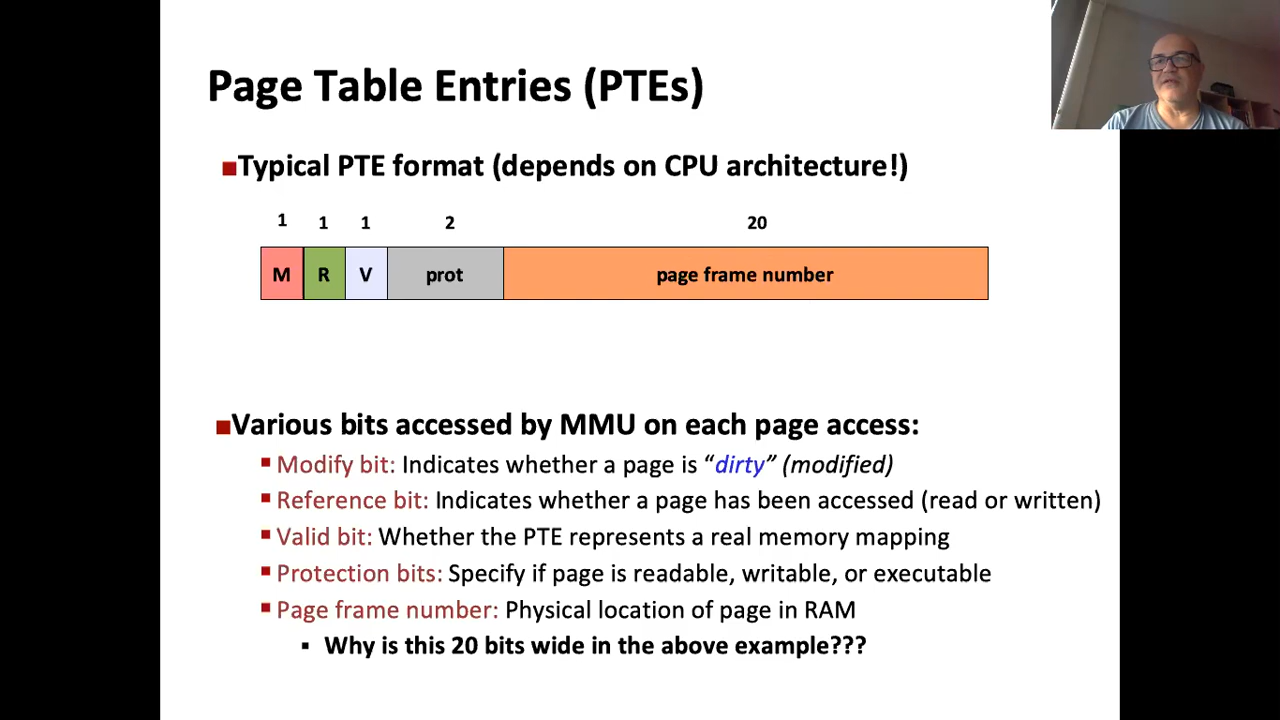 Page Table Entries (PTEs)
■Typical PTE format (depends on CPU architecture!)
1 1 1 2 20
M R V prot page frame number
■Various bits accessed by MMU on each page access:
▪ Modify bit: Indicates whether a page is “dirty” (modified)
▪ Reference bit: Indicates whether a page has been accessed (read or written)
▪ Valid bit: Whether the PTE represents a real memory mapping
▪ Protection bits: Specify if page is readable, writable, or executable
▪ Page frame number: Physical location of page in RAM
▪ Why is this 20 bits wide in the above example???